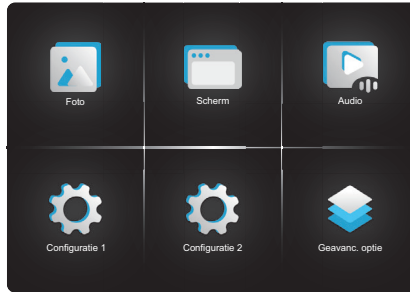 Foto
Scherm
Audio
Configuratie 1
Configuratie 2
Geavanc. optie